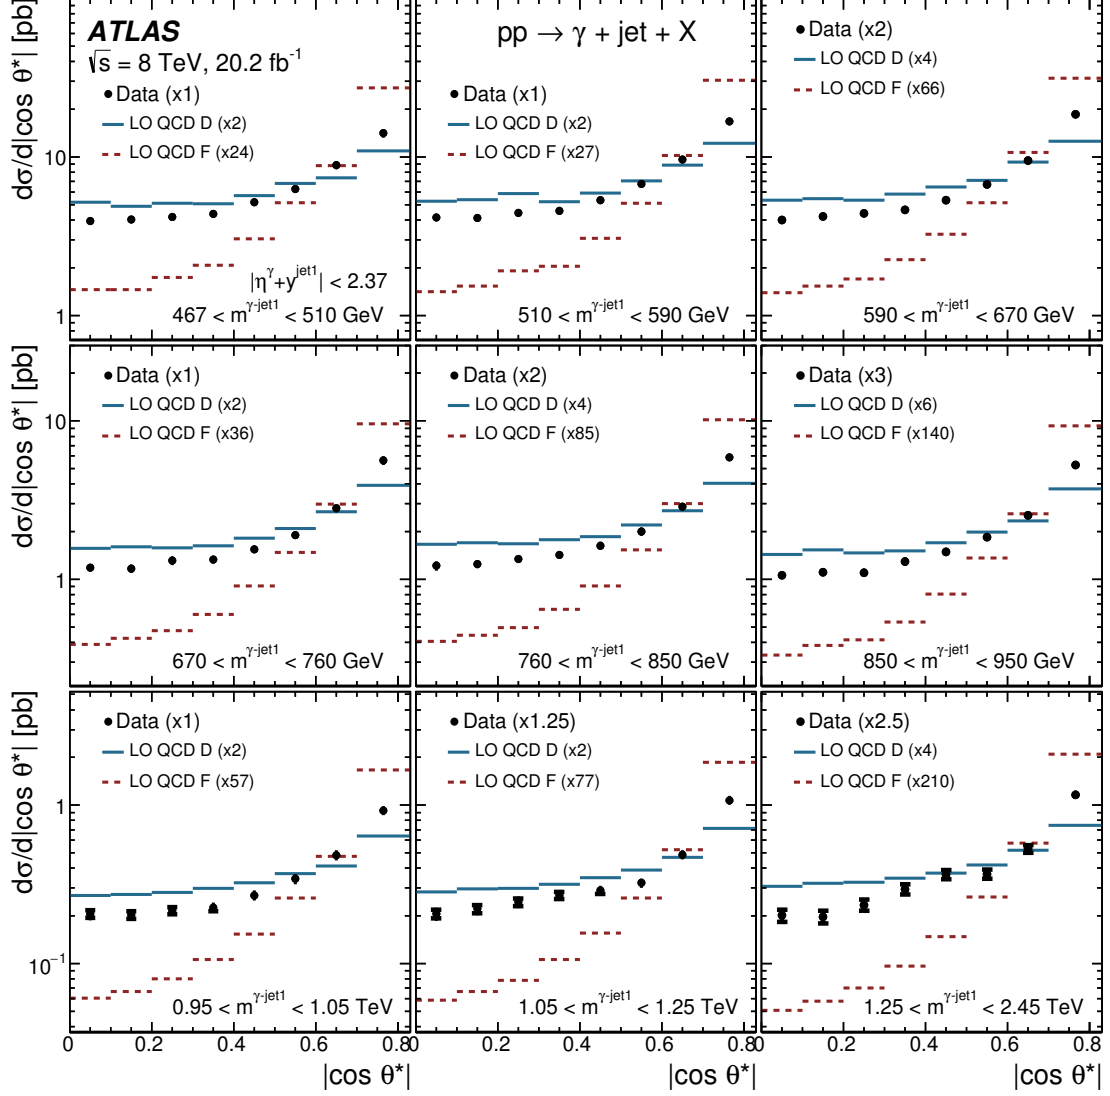 dσ/d|cos θ*| [pb]
ATLAS
√s = 8 TeV, 20.2 fb⁻¹
Data (x1)
LO QCD D (x2)
LO QCD F (x24)
|η^γ+y^jet1| < 2.37
467 < m^γ-jet1 < 510 GeV
10
1
pp → γ + jet + X
Data (x1)
LO QCD D (x2)
LO QCD F (x27)
510 < m^γ-jet1 < 590 GeV
Data (x2)
LO QCD D (x4)
LO QCD F (x66)
590 < m^γ-jet1 < 670 GeV
dσ/d|cos θ*| [pb]
Data (x1)
LO QCD D (x2)
LO QCD F (x36)
670 < m^γ-jet1 < 760 GeV
10
1
Data (x2)
LO QCD D (x4)
LO QCD F (x85)
760 < m^γ-jet1 < 850 GeV
Data (x3)
LO QCD D (x6)
LO QCD F (x140)
850 < m^γ-jet1 < 950 GeV
dσ/d|cos θ*| [pb]
Data (x1)
LO QCD D (x2)
LO QCD F (x57)
0.95 < m^γ-jet1 < 1.05 TeV
1
10⁻¹
Data (x1.25)
LO QCD D (x2)
LO QCD F (x77)
1.05 < m^γ-jet1 < 1.25 TeV
Data (x2.5)
LO QCD D (x4)
LO QCD F (x210)
1.25 < m^γ-jet1 < 2.45 TeV
0 0.2 0.4 0.6 0.80 0.2 0.4 0.6 0.80 0.2 0.4 0.6 0.8
|cos θ*| |cos θ*| |cos θ*|